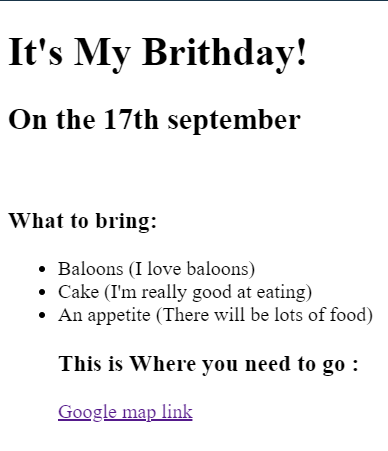 It's My Brithday!
On the 17th september
What to bring:
Baloons (I love baloons)
Cake (I'm really good at eating)
An appetite (There will be lots of food)
This is Where you need to go :
Google map link